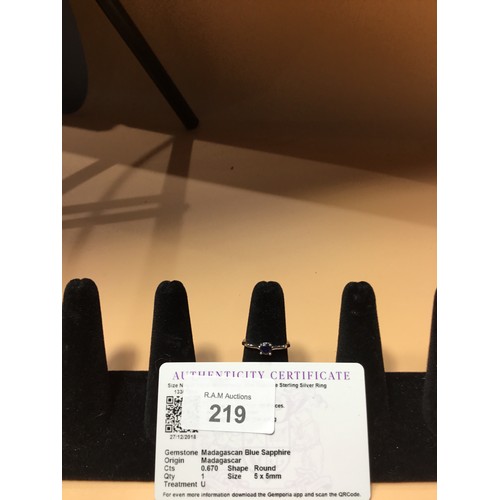 AUTHENTICITY CERTIFICATE
Size N
Sterling Silver Ring
R.A.M Auctions
219
27/12/2018
Gemstone Madagascan Blue Sapphire
Origin Madagascar
Cts 0.670 Shape Round
Qty 1 Size 5 x 5mm
Treatment U
For even more information download the Gemporia app and scan the QRCode.